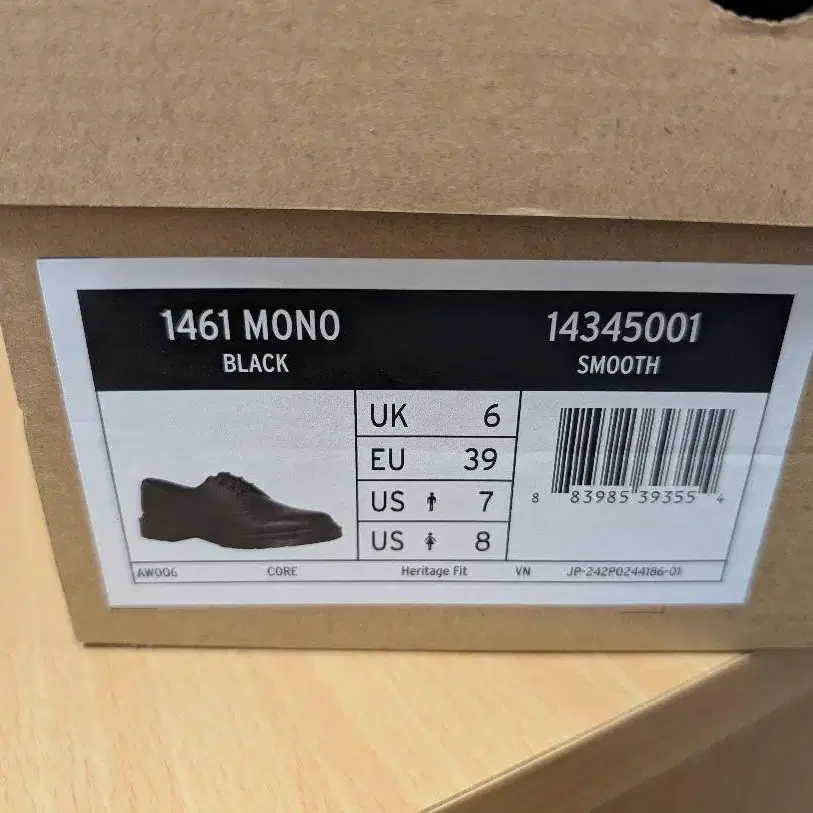 1461 MONO
BLACK
14345001
SMOOTH
UK 6
EU 39
US 7
US 8
8 83985 39355 4
AW006 CORE Heritage Fit VN JP-242P0244186-01